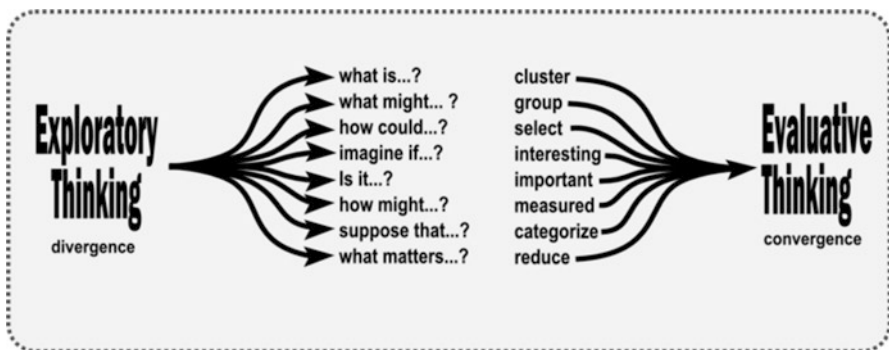 Exploratory
Thinking
divergence
what is...?
what might... ?
how could...?
imagine if...?
Is it...?
how might...?
suppose that...?
what matters...?
cluster
group
select
interesting
important
measured
categorize
reduce
Evaluative
Thinking
convergence